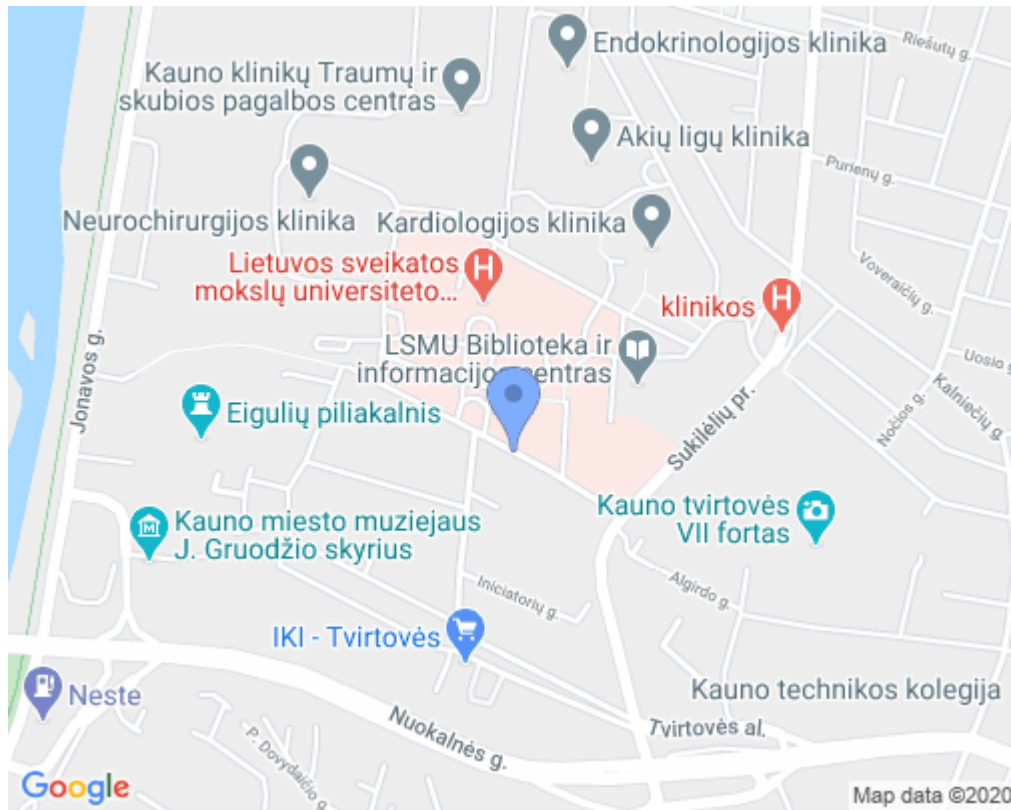 Endokrinologijos klinika
Riešutų g.
Kauno klinikų Traumų ir
skubios pagalbos centras
Akių ligų klinika
Purienų g.
Neurochirurgijos klinika
Kardiologijos klinika
Voveraičių g.
Lietuvos sveikatos
mokslų universiteto...
klinikos
Jonavos g.
LSMU Biblioteka ir
informacijos centras
Uosio g
Kalniečių g.
Nočios g.
Sukilėlių pr.
Eigulių piliakalnis
Kauno tvirtovės
VII fortas
Kauno miesto muziejaus
J. Gruodžio skyrius
Iniciatorių g.
Algirdo g.
IKI - Tvirtovės
Neste
Kauno technikos kolegija
Nuokalnės g.
Tvirtovės al.
P. Dovydaičio g.
Google
Map data ©2020